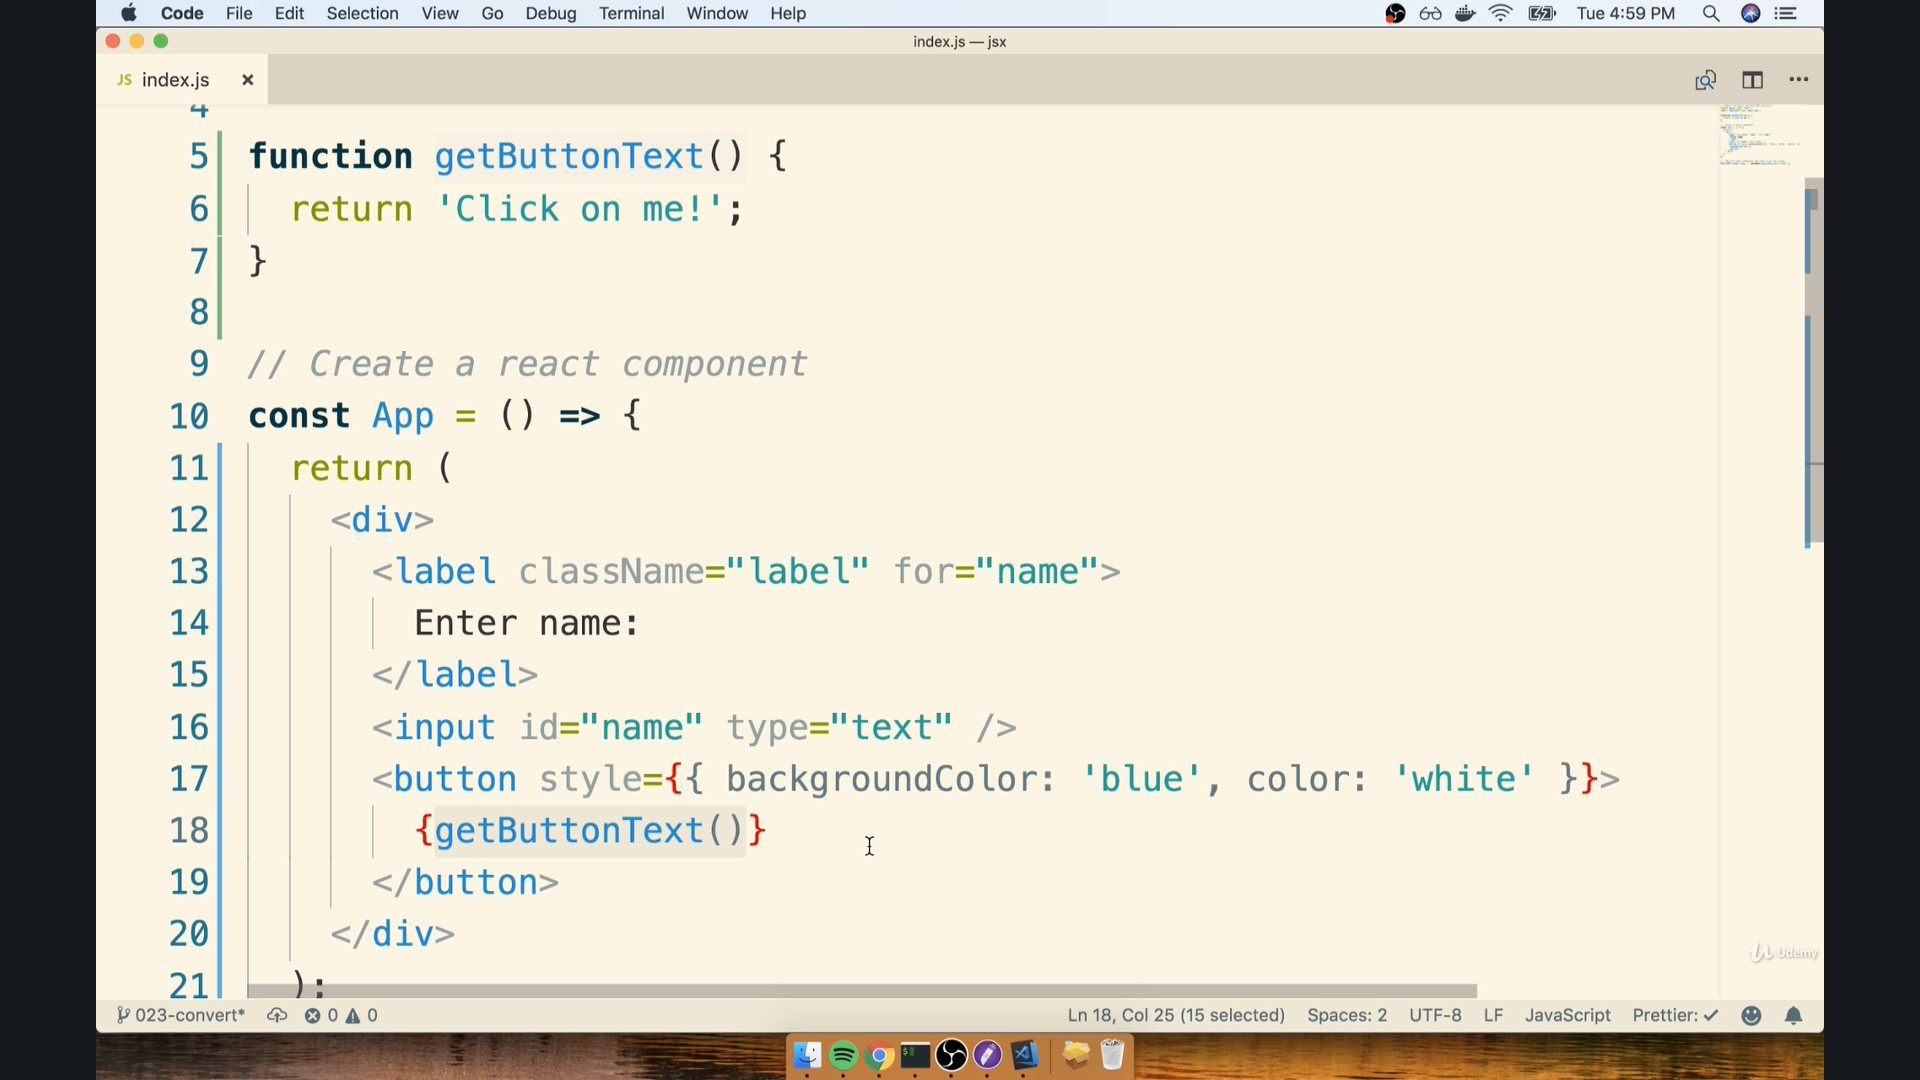 Code File Edit Selection View Go Debug Terminal Window Help Tue 4:59 PM
index.js — jsx
JS index.js
4
5 function getButtonText() {
6 return 'Click on me!';
7 }
8
9 // Create a react component
10 const App = () => {
11 return (
12 <div>
13 <label className="label" for="name">
14 Enter name:
15 </label>
16 <input id="name" type="text" />
17 <button style={{ backgroundColor: 'blue', color: 'white' }}>
18 {getButtonText()}
19 </button>
20 </div>
21 );
Udemy
023-convert* 0 0 Ln 18, Col 25 (15 selected) Spaces: 2 UTF-8 LF JavaScript Prettier: ✓